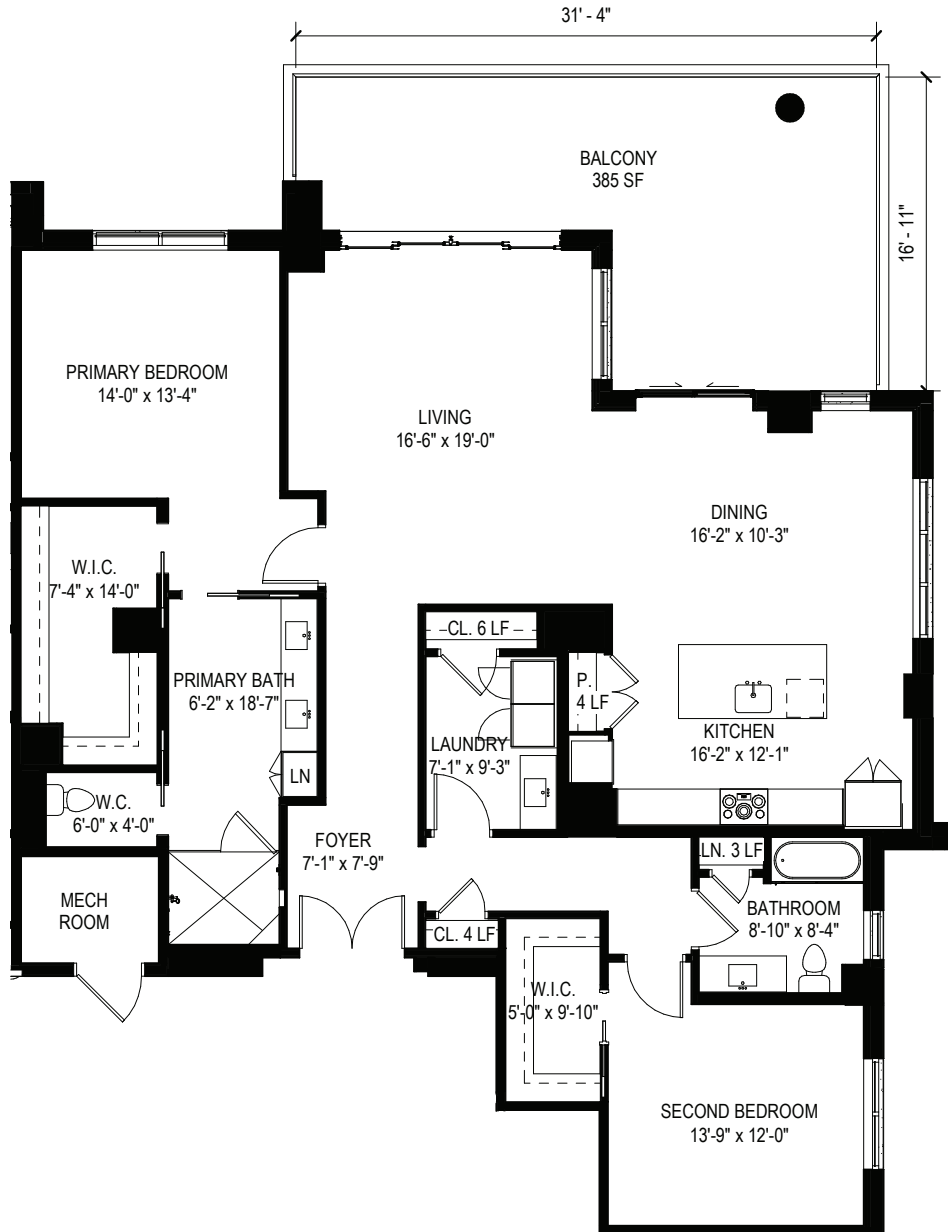 31' - 4"
BALCONY
385 SF
16' - 11"
PRIMARY BEDROOM
14'-0" x 13'-4"
LIVING
16'-6" x 19'-0"
DINING
16'-2" x 10'-3"
W.I.C.
7'-4" x 14'-0"
CL. 6 LF
PRIMARY BATH
6'-2" x 18'-7"
P.
4 LF
KITCHEN
16'-2" x 12'-1"
LAUNDRY
7'-1" x 9'-3"
LN
W.C.
6'-0" x 4'-0"
FOYER
7'-1" x 7'-9"
LN. 3 LF
MECH
ROOM
BATHROOM
8'-10" x 8'-4"
CL. 4 LF
W.I.C.
5'-0" x 9'-10"
SECOND BEDROOM
13'-9" x 12'-0"